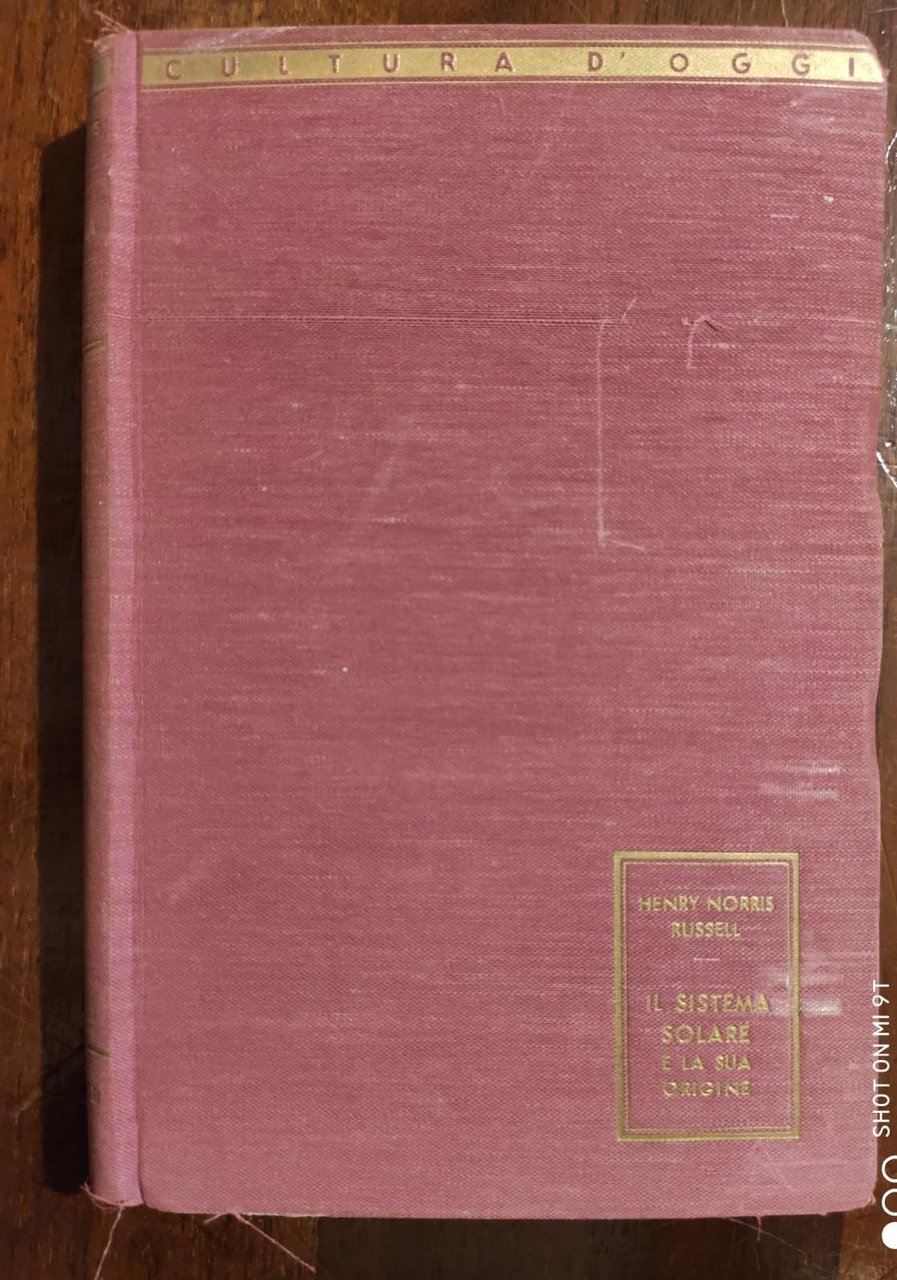 CULTURA D'OGGI
HENRY NORRIS
RUSSELL
IL SISTEMA
SOLARE
E LA SUA
ORIGINE
SHOT ON MI 9T